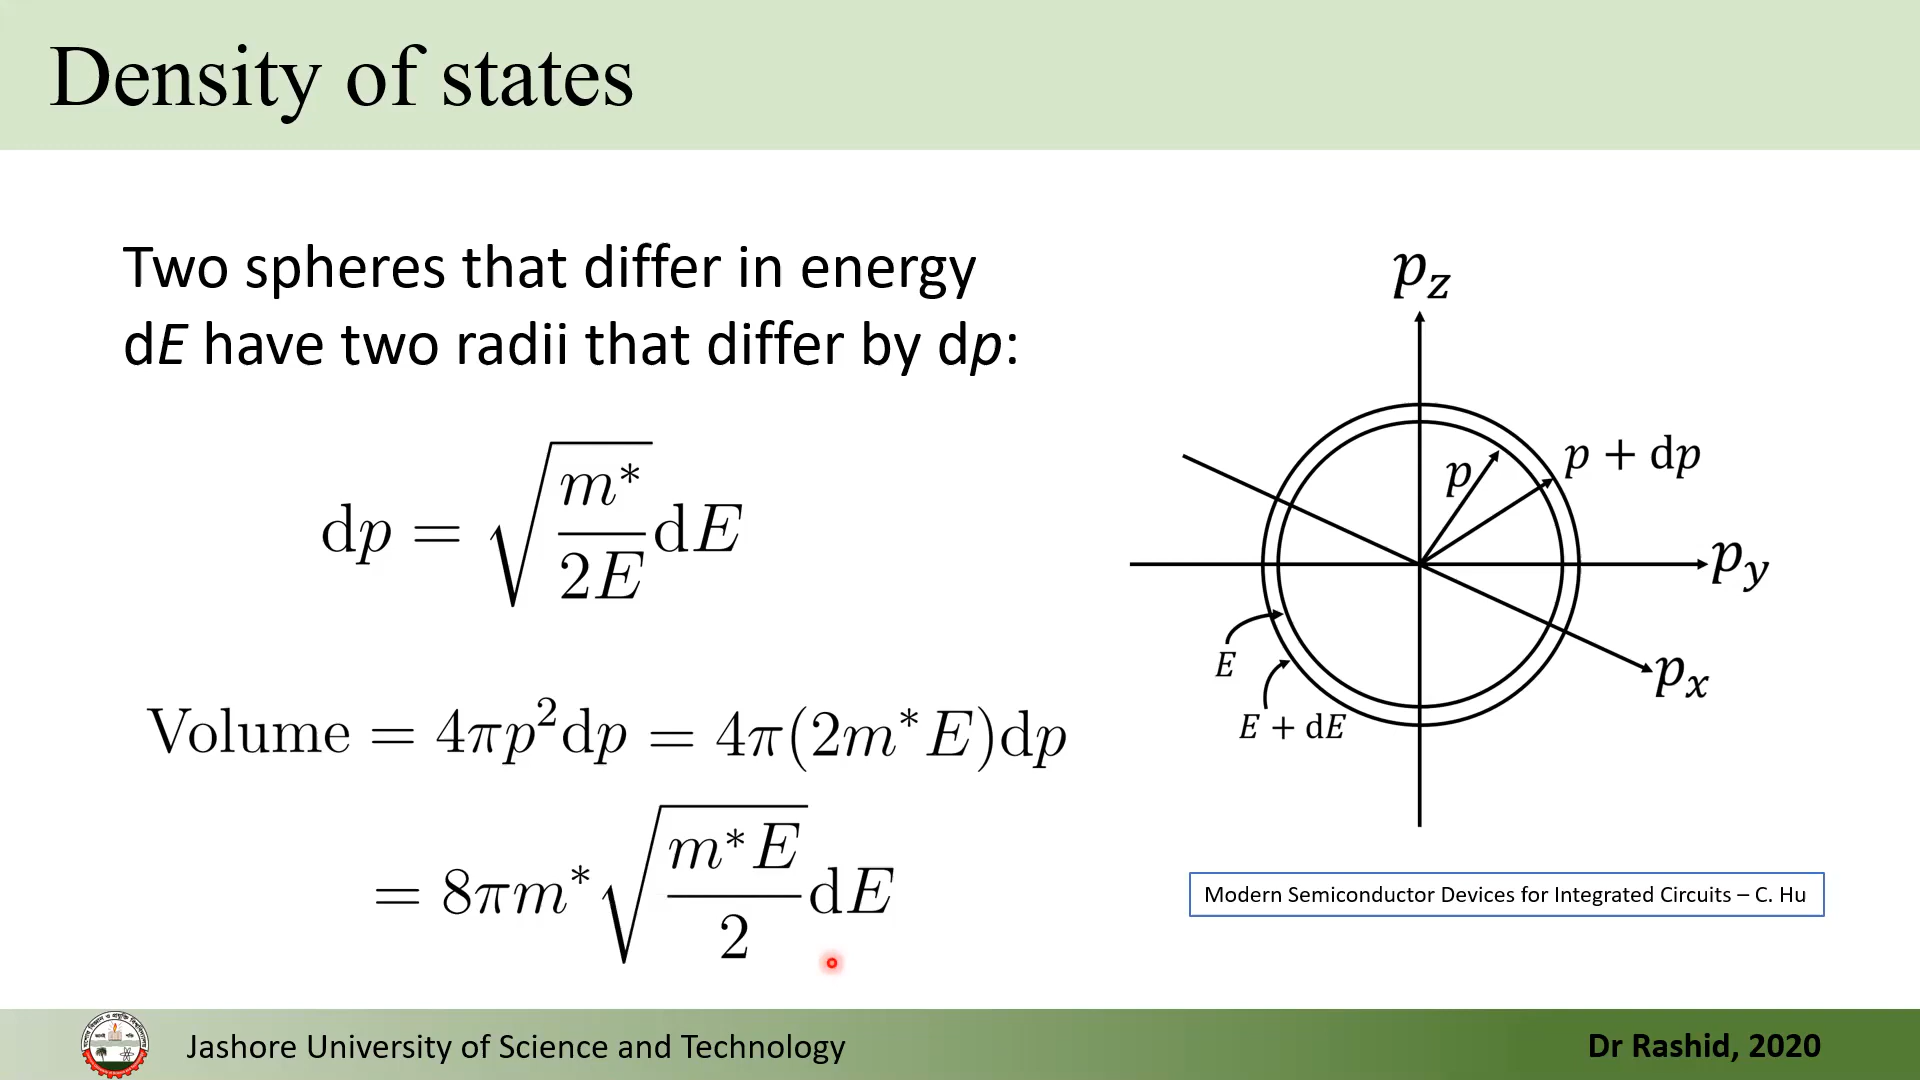 Density of states
Two spheres that differ in energy
dE have two radii that differ by dp:
dp = √(m*/2E) dE
Volume = 4πp²dp = 4π(2m*E)dp
= 8πm*√(m*E/2) dE
p_z
p
p + dp
p_y
p_x
E
E + dE
Modern Semiconductor Devices for Integrated Circuits – C. Hu
Jashore University of Science and Technology
Dr Rashid, 2020